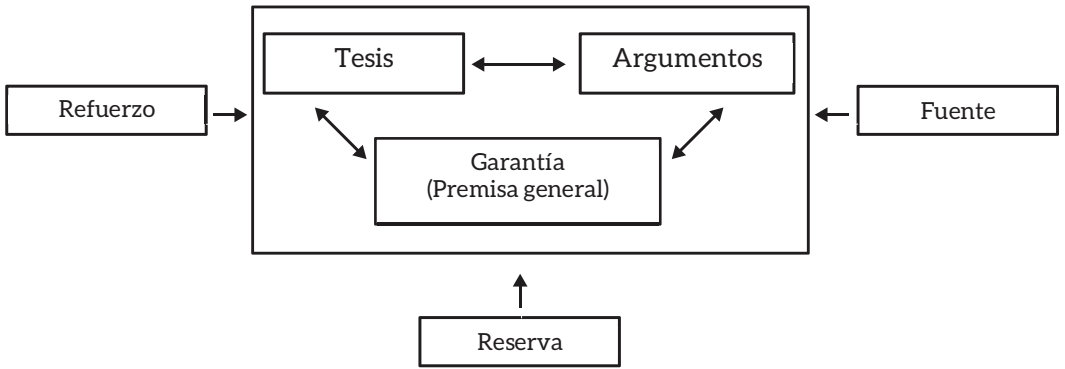 Tesis
Argumentos
Refuerzo
Fuente
Garantía
(Premisa general)
Reserva